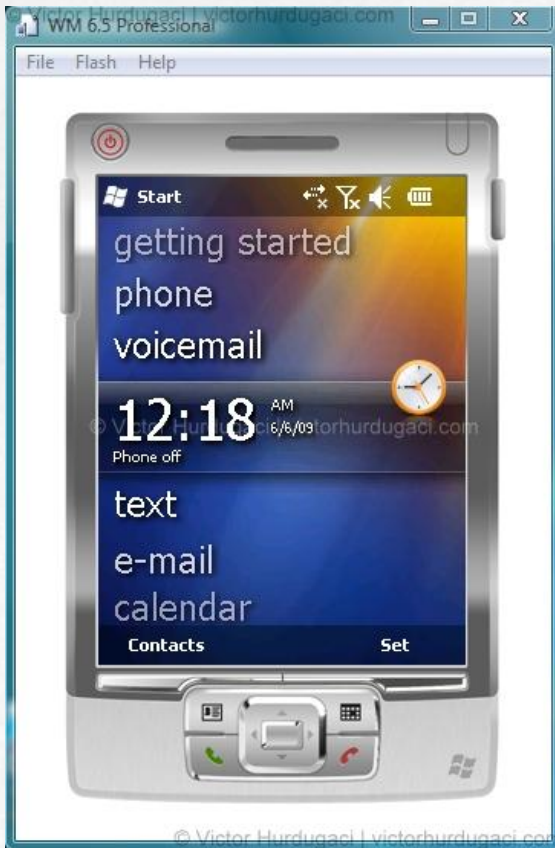 © Victor Hurdugaci | victorhurdugaci.com
WM 6.5 Professional
File Flash Help
Start
getting started
phone
voicemail
12:18 AM
6/6/09
© Victor Hurdugaci | victorhurdugaci.com
Phone off
text
e-mail
calendar
Contacts Set
© Victor Hurdugaci | victorhurdugaci.com